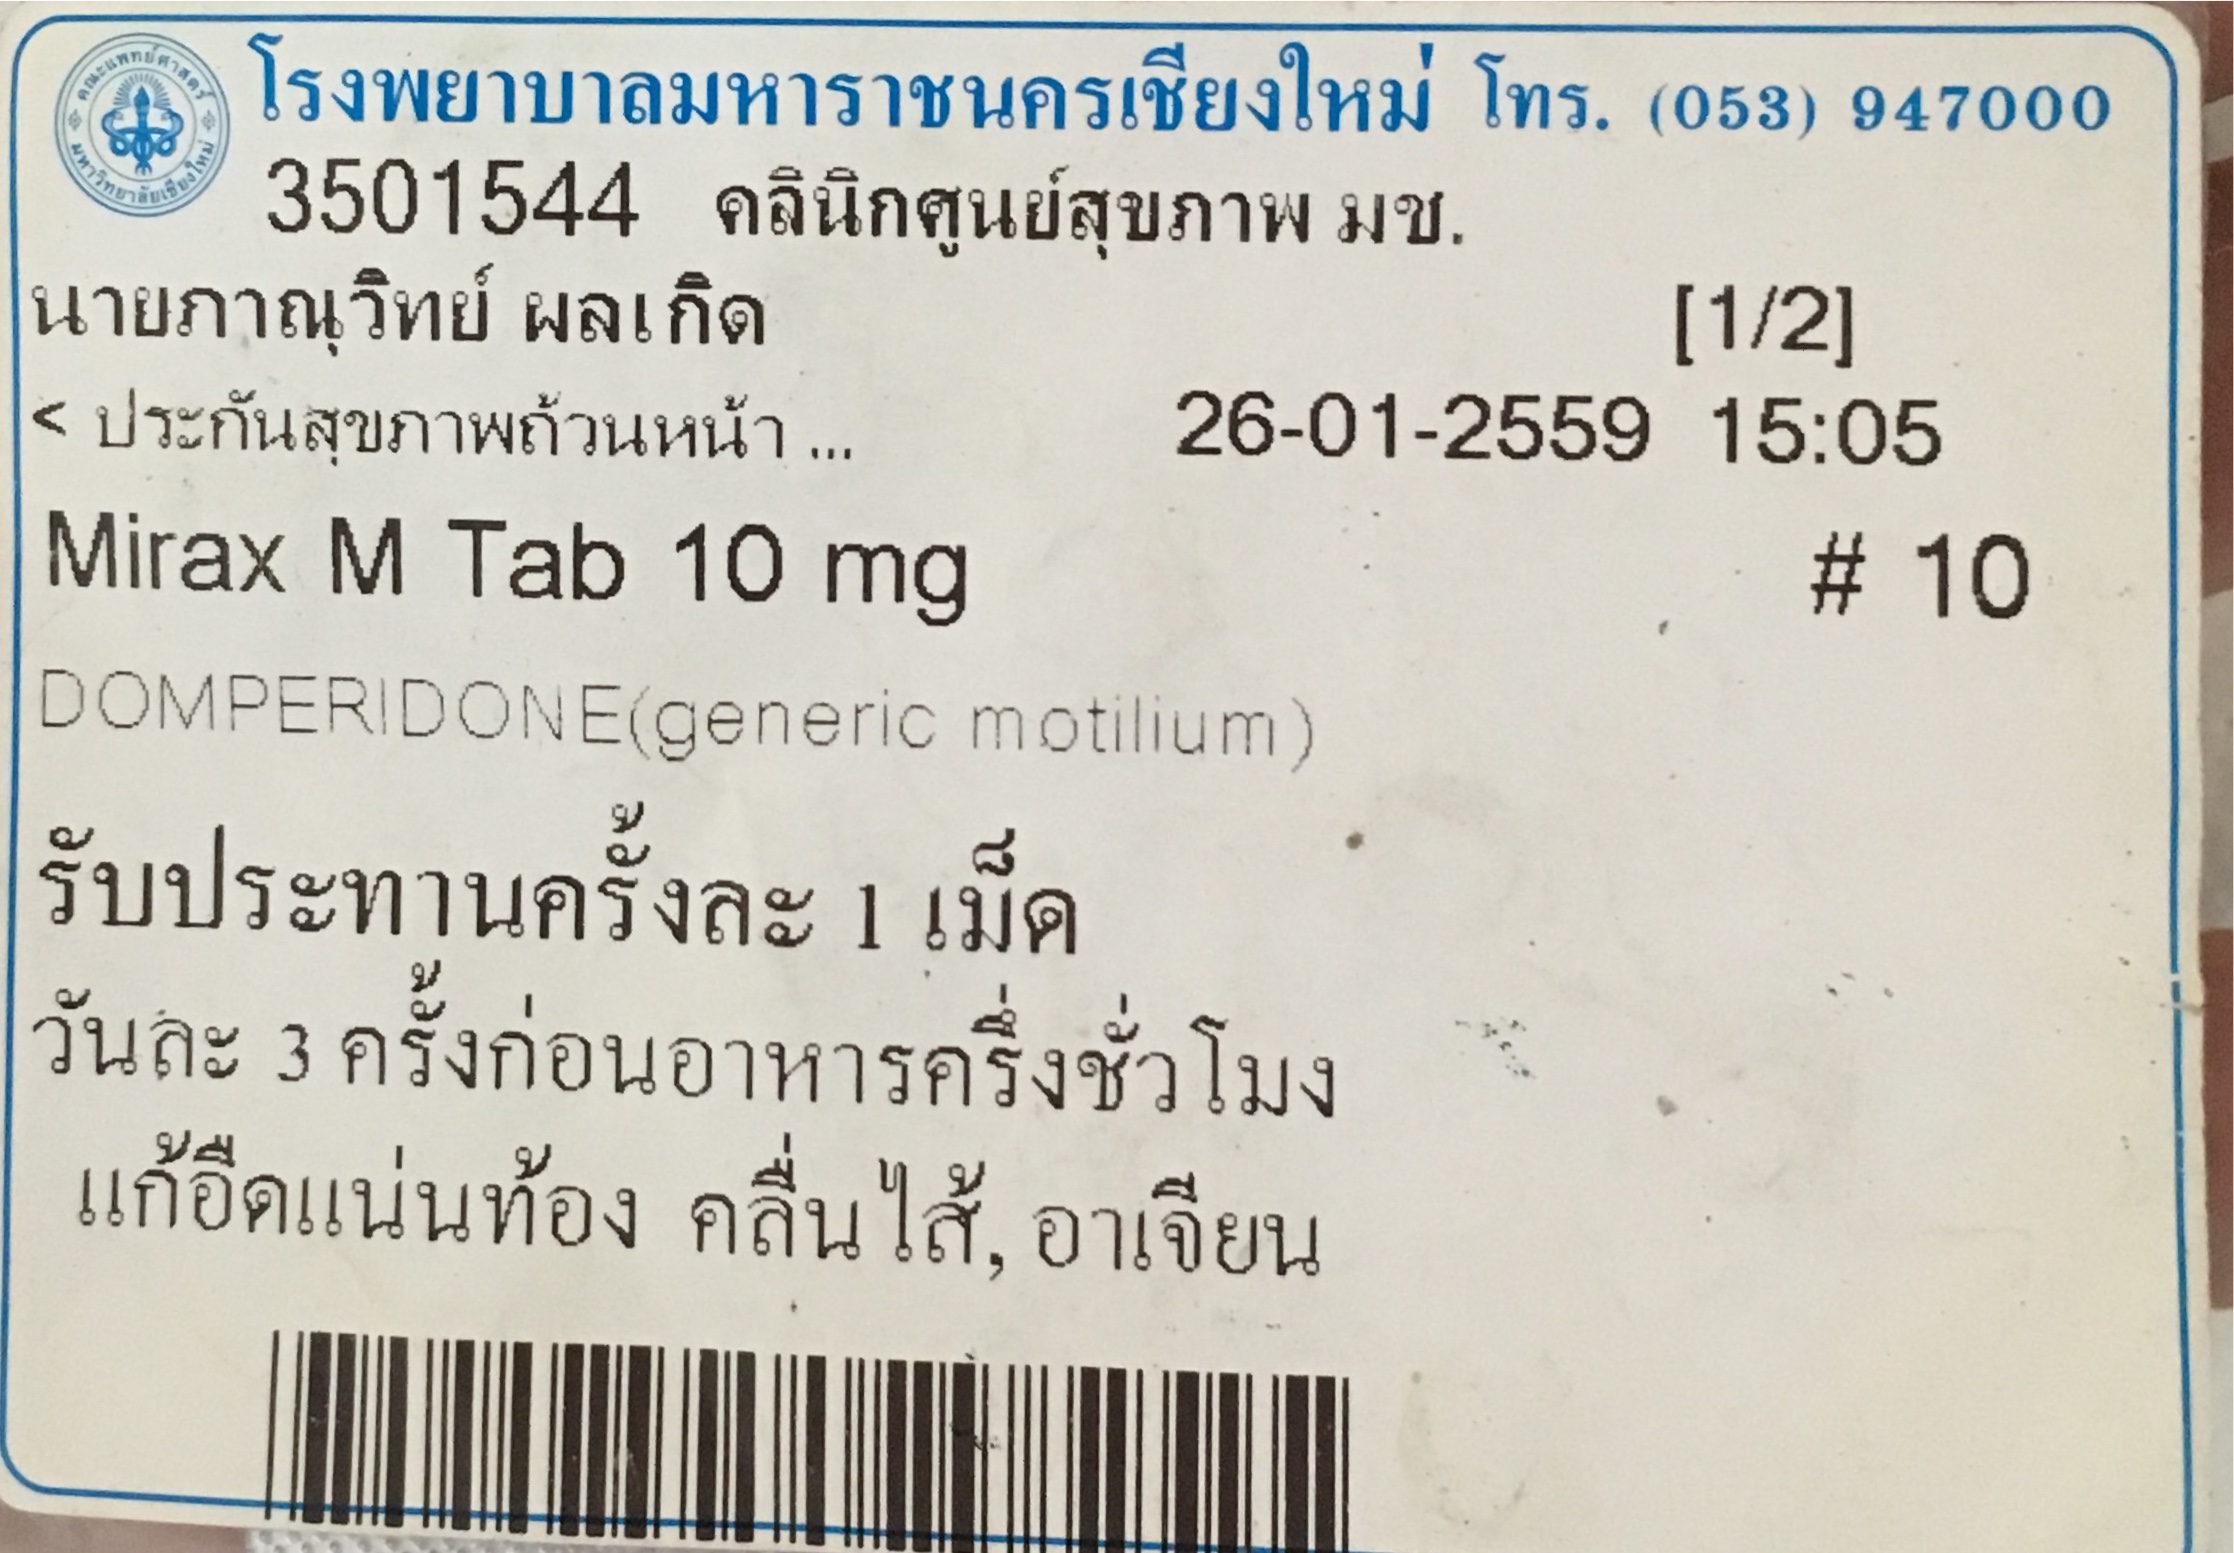 คณะแพทยศาสตร์
มหาวิทยาลัยเชียงใหม่
โรงพยาบาลมหาราชนครเชียงใหม่ โทร. (053) 947000
3501544 คลินิกศูนย์สุขภาพ มช.
นายภาณุวิทย์ ผลเกิด [1/2]
< ประกันสุขภาพถ้วนหน้า ... 26-01-2559 15:05
Mirax M Tab 10 mg # 10
DOMPERIDONE(generic motilium)
รับประทานครั้งละ 1 เม็ด
วันละ 3 ครั้งก่อนอาหารครึ่งชั่วโมง
แก้อืดแน่นท้อง คลื่นไส้, อาเจียน